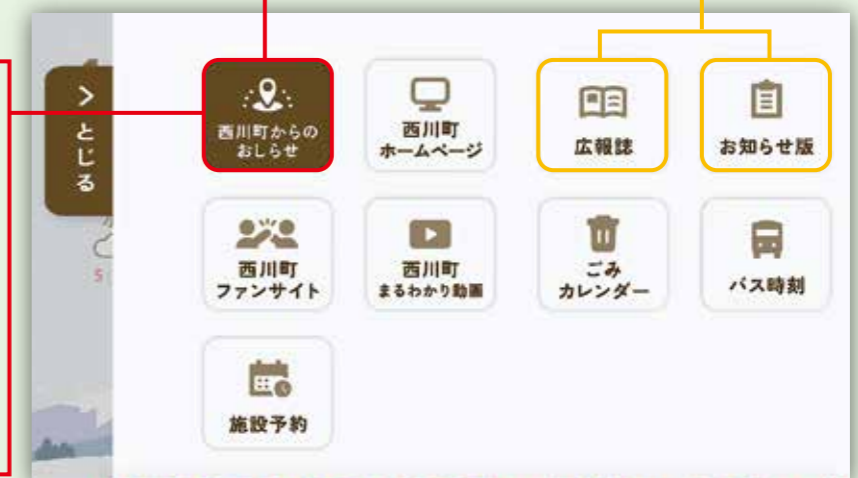 とじる
西川町からの
おしらせ
西川町
ホームページ
広報誌
お知らせ版
西川町
ファンサイト
西川町
まるわかり動画
ごみ
カレンダー
バス時刻
施設予約
5